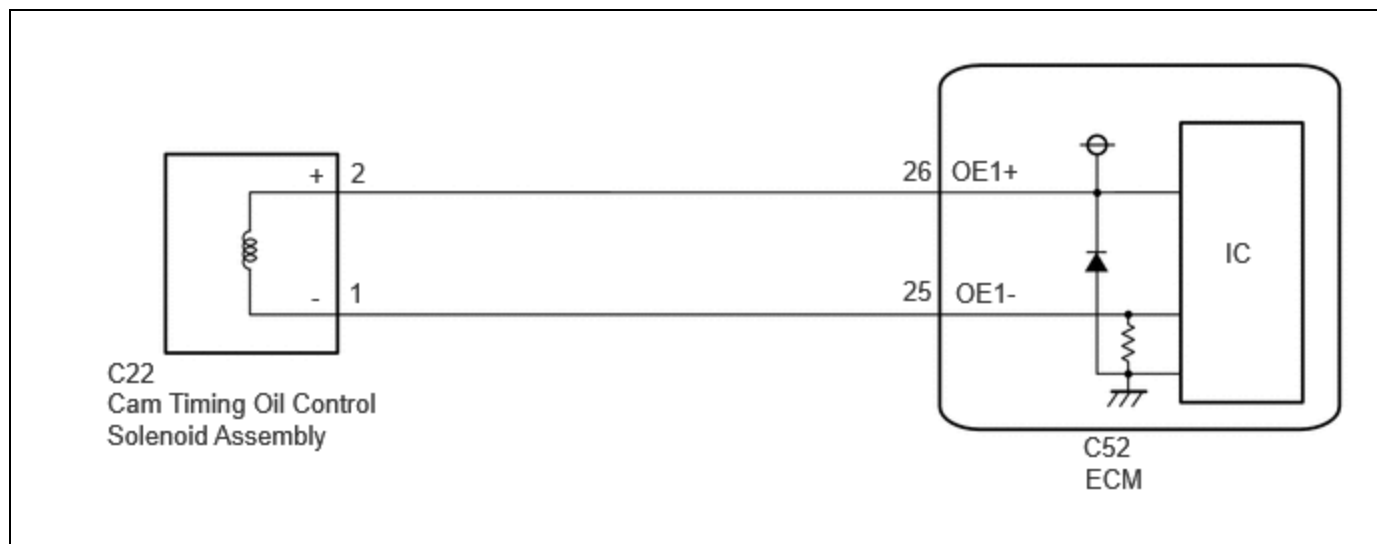 + 2
26 OE1+
IC
- 1
25 OE1-
C22
Cam Timing Oil Control
Solenoid Assembly
C52
ECM